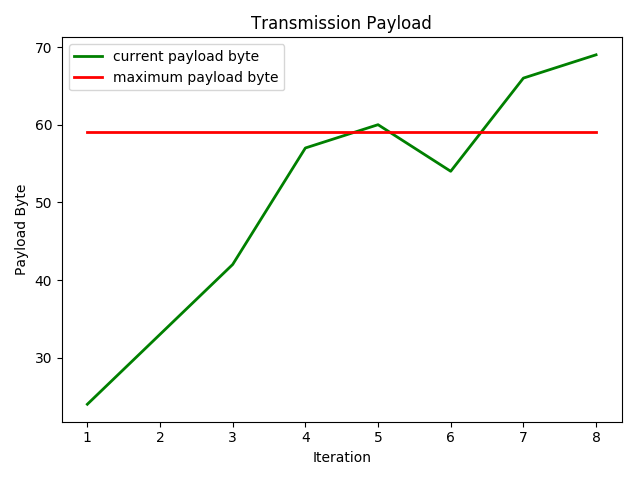 Transmission Payload
current payload byte
maximum payload byte
Payload Byte
70
60
50
40
30
1 2 3 4 5 6 7 8
Iteration